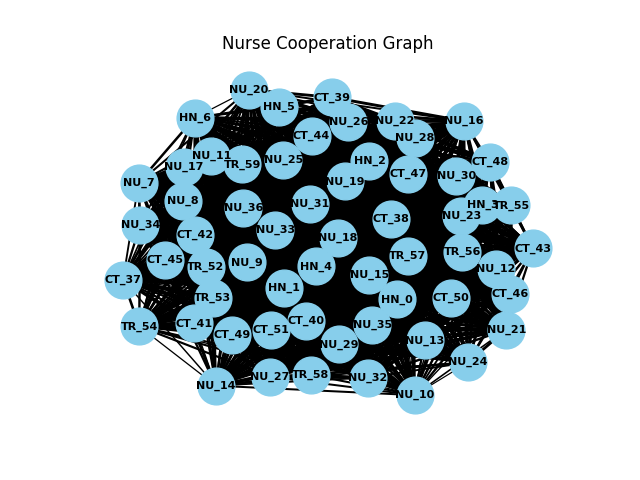 Nurse Cooperation Graph
NU_20
HN_5
CT_39
HN_6
NU_26
NU_22
NU_16
CT_44
NU_28
NU_11
NU_17
TR_59
NU_25
HN_2
CT_47
NU_30
CT_48
NU_7
NU_19
NU_8
NU_36
NU_31
HN_3
TR_55
NU_23
CT_38
NU_34
CT_42
NU_33
NU_18
CT_43
CT_45
TR_52
NU_9
HN_4
TR_57
TR_56
NU_12
CT_37
HN_1
NU_15
CT_46
TR_53
HN_0
CT_50
TR_54
CT_41
CT_49
CT_51
CT_40
NU_35
NU_21
NU_29
NU_13
NU_24
NU_14
NU_27
TR_58
NU_32
NU_10